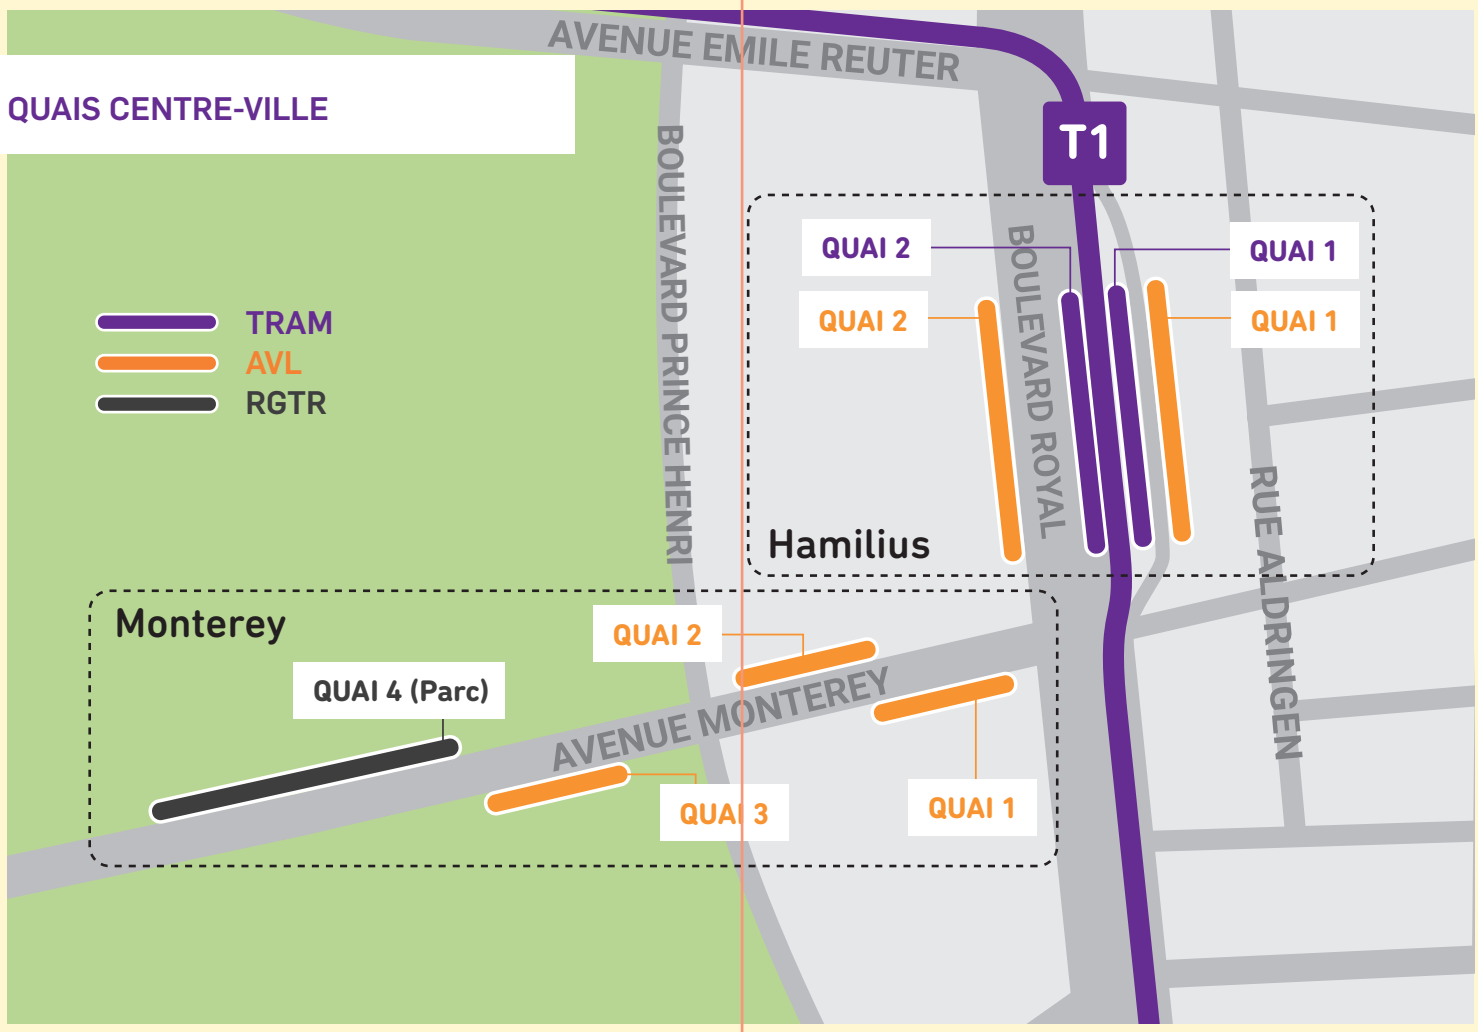 AVENUE EMILE REUTER
QUAIS CENTRE-VILLE
T1
BOULEVARD PRINCE HENRI
QUAI 2
QUAI 1
BOULEVARD ROYAL
QUAI 2
QUAI 1
TRAM
AVL
RGTR
RUE ALDRINGEN
Hamilius
Monterey
QUAI 2
QUAI 4 (Parc)
AVENUE MONTEREY
QUAI 3
QUAI 1